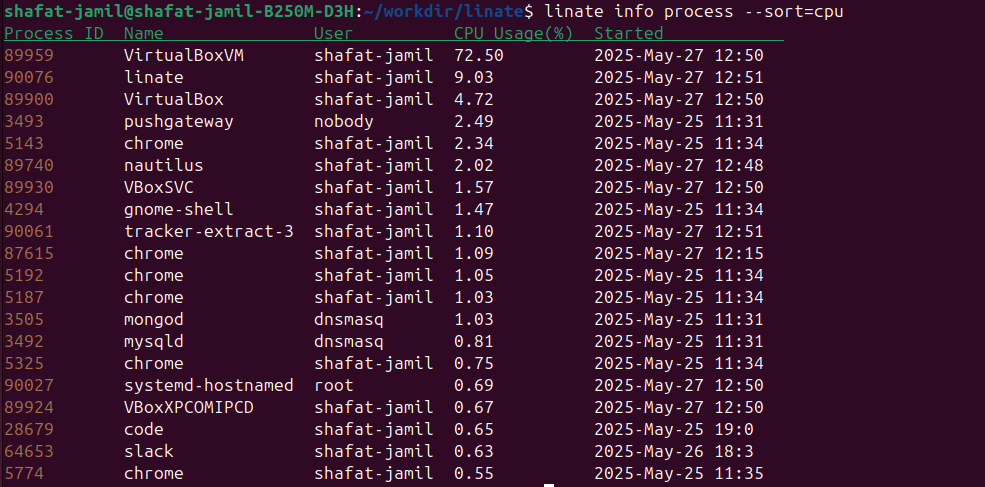 shafat-jamil@shafat-jamil-B250M-D3H:~/workdir/linate$ linate info process --sort=cpu
Process ID  Name               User          CPU Usage(%)  Started
89959       VirtualBoxVM       shafat-jamil  72.50         2025-May-27 12:50
90076       linate             shafat-jamil  9.03          2025-May-27 12:51
89900       VirtualBox         shafat-jamil  4.72          2025-May-27 12:50
3493        pushgateway        nobody        2.49          2025-May-25 11:31
5143        chrome             shafat-jamil  2.34          2025-May-25 11:34
89740       nautilus           shafat-jamil  2.02          2025-May-27 12:48
89930       VBoxSVC            shafat-jamil  1.57          2025-May-27 12:50
4294        gnome-shell        shafat-jamil  1.47          2025-May-25 11:34
90061       tracker-extract-3  shafat-jamil  1.10          2025-May-27 12:51
87615       chrome             shafat-jamil  1.09          2025-May-27 12:15
5192        chrome             shafat-jamil  1.05          2025-May-25 11:34
5187        chrome             shafat-jamil  1.03          2025-May-25 11:34
3505        mongod             dnsmasq       1.03          2025-May-25 11:31
3492        mysqld             dnsmasq       0.81          2025-May-25 11:31
5325        chrome             shafat-jamil  0.75          2025-May-25 11:34
90027       systemd-hostnamed  root          0.69          2025-May-27 12:50
89924       VBoxXPCOMIPCD      shafat-jamil  0.67          2025-May-27 12:50
28679       code               shafat-jamil  0.65          2025-May-25 19:0
64653       slack              shafat-jamil  0.63          2025-May-26 18:3
5774        chrome             shafat-jamil  0.55          2025-May-25 11:35